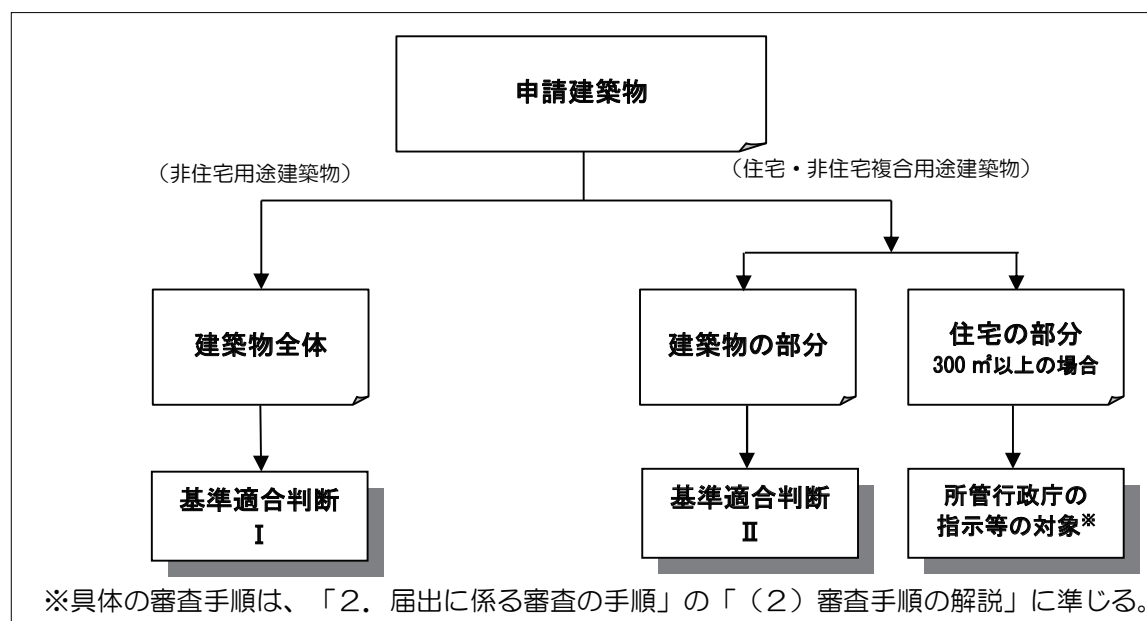 申請建築物
（非住宅用途建築物）
（住宅・非住宅複合用途建築物）
建築物全体
建築物の部分
住宅の部分
300 ㎡以上の場合
基準適合判断
Ⅰ
基準適合判断
Ⅱ
所管行政庁の
指示等の対象※
※具体の審査手順は、「２．届出に係る審査の手順」の「（２）審査手順の解説」に準じる。